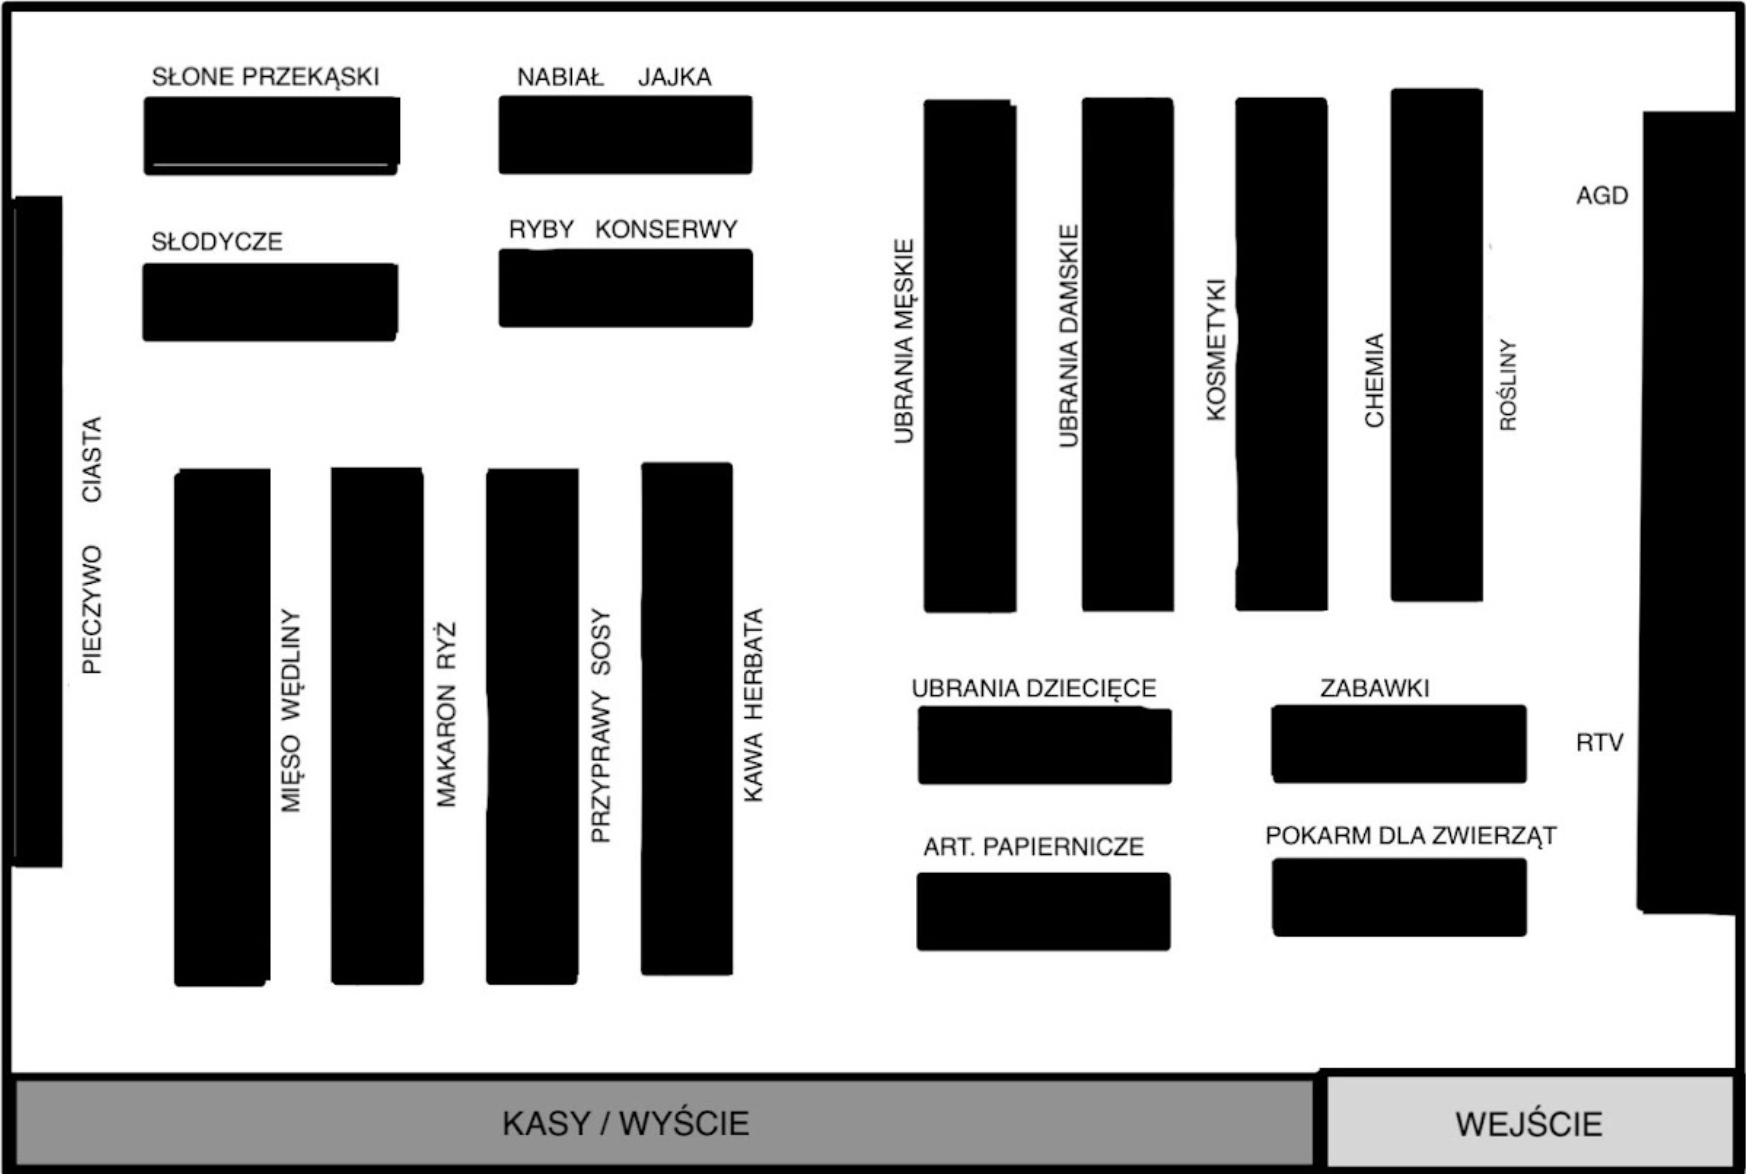 SŁONE PRZEKĄSKI
NABIAŁ JAJKA
AGD
SŁODYCZE
RYBY KONSERWY
UBRANIA MĘSKIE
UBRANIA DAMSKIE
KOSMETYKI
CHEMIA
ROŚLINY
PIECZYWO CIASTA
MIĘSO WĘDLINY
MAKARON RYŻ
PRZYPRAWY SOSY
KAWA HERBATA
UBRANIA DZIECIĘCE
ZABAWKI
RTV
ART. PAPIERNICZE
POKARM DLA ZWIERZĄT
KASY / WYŚCIE
WEJŚCIE